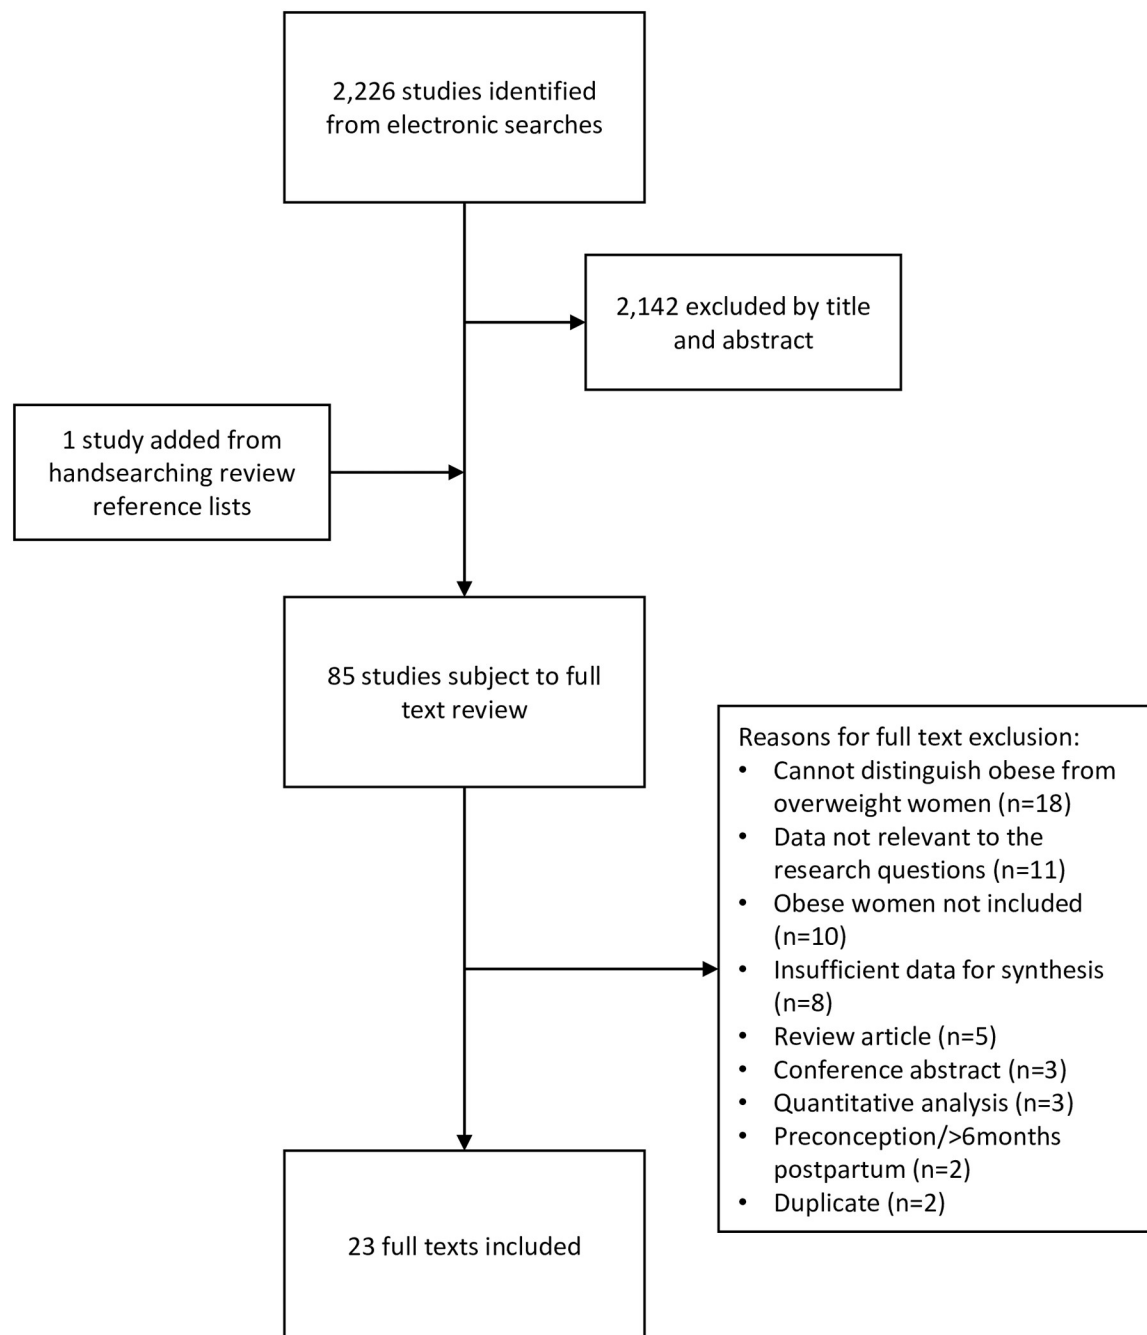 2,226 studies identified
from electronic searches
2,142 excluded by title
and abstract
1 study added from
handsearching review
reference lists
85 studies subject to full
text review
Reasons for full text exclusion:
• Cannot distinguish obese from
overweight women (n=18)
• Data not relevant to the
research questions (n=11)
• Obese women not included
(n=10)
• Insufficient data for synthesis
(n=8)
• Review article (n=5)
• Conference abstract (n=3)
• Quantitative analysis (n=3)
• Preconception/>6months
postpartum (n=2)
• Duplicate (n=2)
23 full texts included